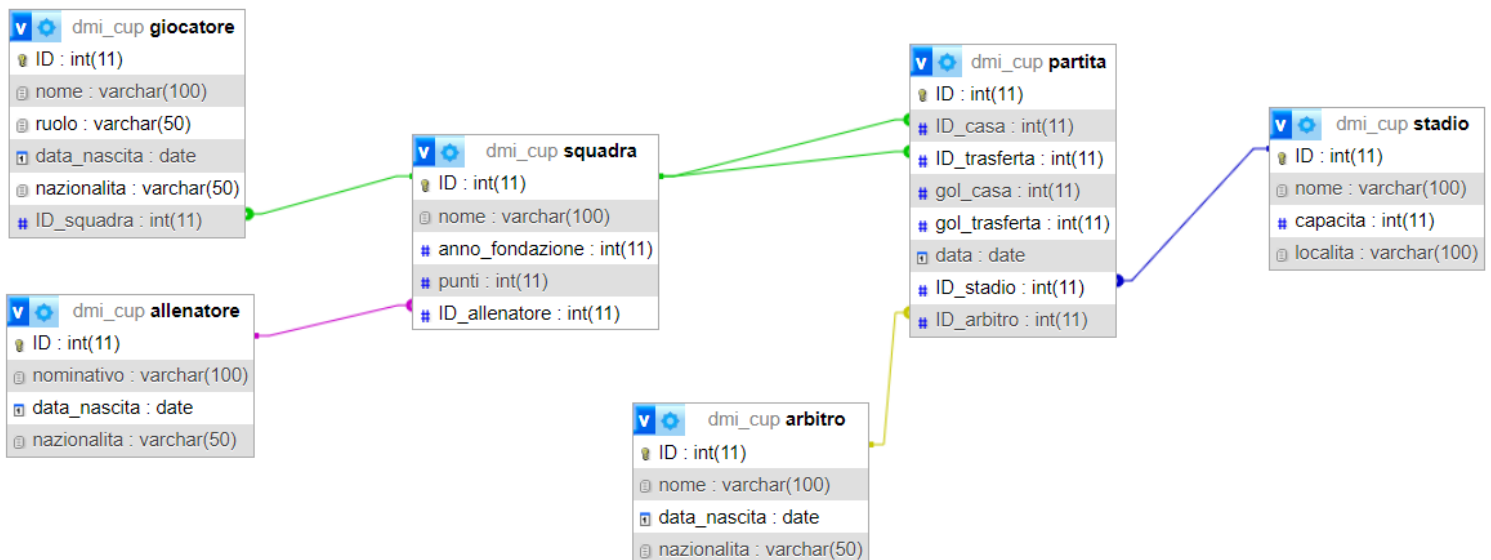 v dmi_cup giocatore
ID : int(11)
nome : varchar(100)
ruolo : varchar(50)
data_nascita : date
nazionalita : varchar(50)
# ID_squadra : int(11)
v dmi_cup allenatore
ID : int(11)
nominativo : varchar(100)
data_nascita : date
nazionalita : varchar(50)
v dmi_cup squadra
ID : int(11)
nome : varchar(100)
# anno_fondazione : int(11)
# punti : int(11)
# ID_allenatore : int(11)
v dmi_cup arbitro
ID : int(11)
nome : varchar(100)
data_nascita : date
nazionalita : varchar(50)
v dmi_cup partita
ID : int(11)
# ID_casa : int(11)
# ID_trasferta : int(11)
# gol_casa : int(11)
# gol_trasferta : int(11)
data : date
# ID_stadio : int(11)
# ID_arbitro : int(11)
v dmi_cup stadio
ID : int(11)
nome : varchar(100)
# capacita : int(11)
localita : varchar(100)